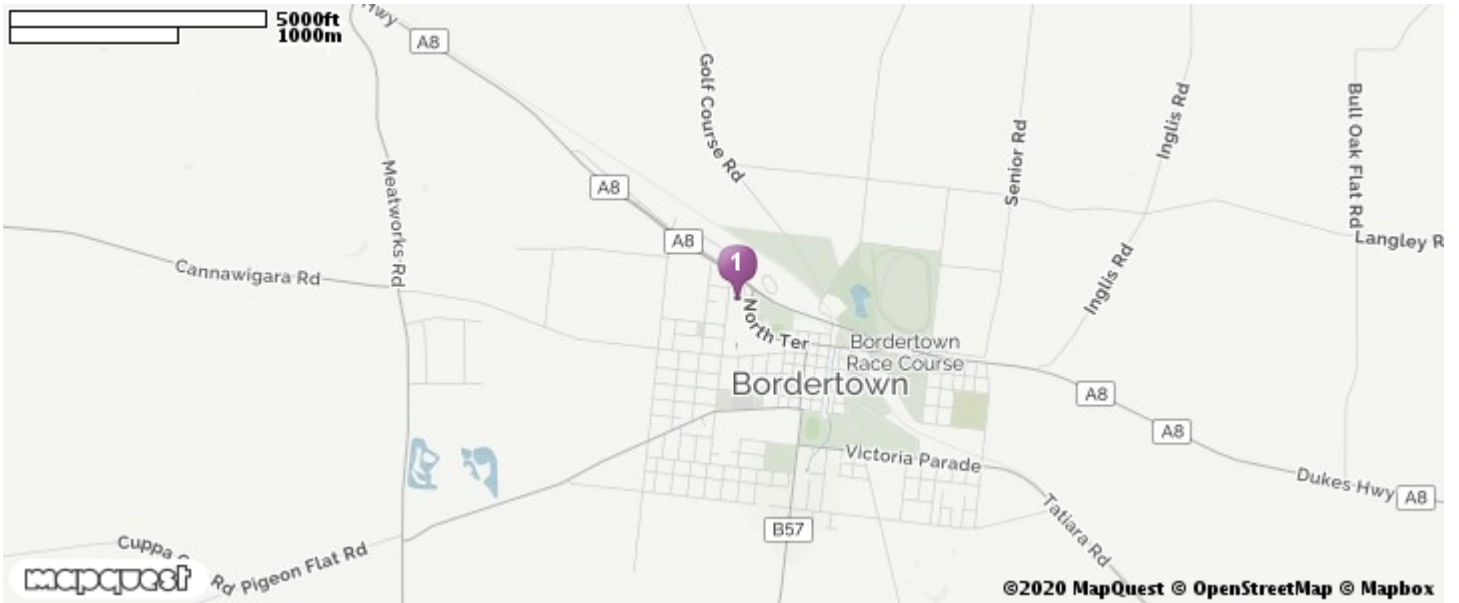 5000ft
1000m
Hwy
A8
Golf Course Rd
Senior Rd
Inglis Rd
Bull Oak Flat Rd
Meatworks Rd
A8
A8
Langley R
1
Cannawigara Rd
Inglis Rd
North Ter
Bordertown
Race Course
Bordertown
A8
A8
Victoria Parade
Dukes Hwy
A8
Tatiara Rd
B57
Cuppa
Rd
Pigeon Flat Rd
mapquest
©2020 MapQuest © OpenStreetMap © Mapbox